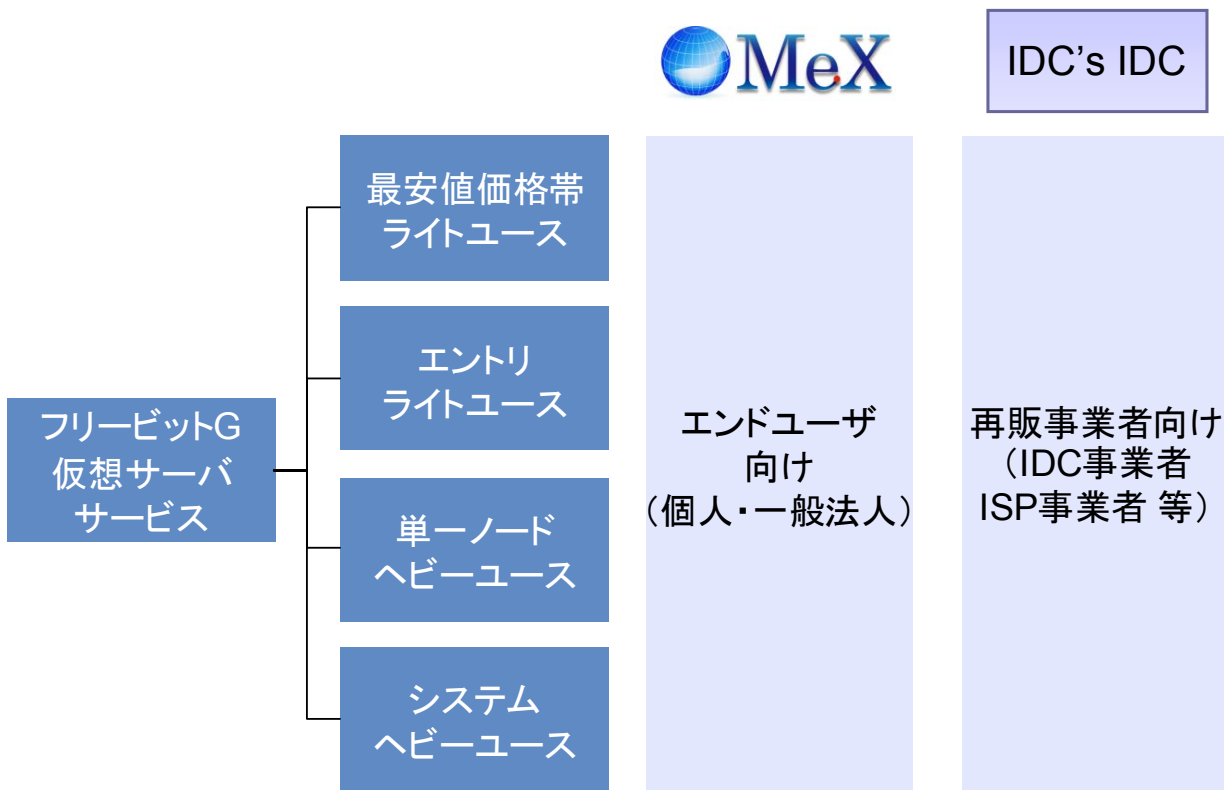 MeX
IDC's IDC
最安値価格帯
ライトユース
エントリ
ライトユース
フリービットG
仮想サーバ
サービス
単一ノード
ヘビーユース
システム
ヘビーユース
エンドユーザ
向け
（個人・一般法人）
再販事業者向け
（IDC事業者
ISP事業者 等）